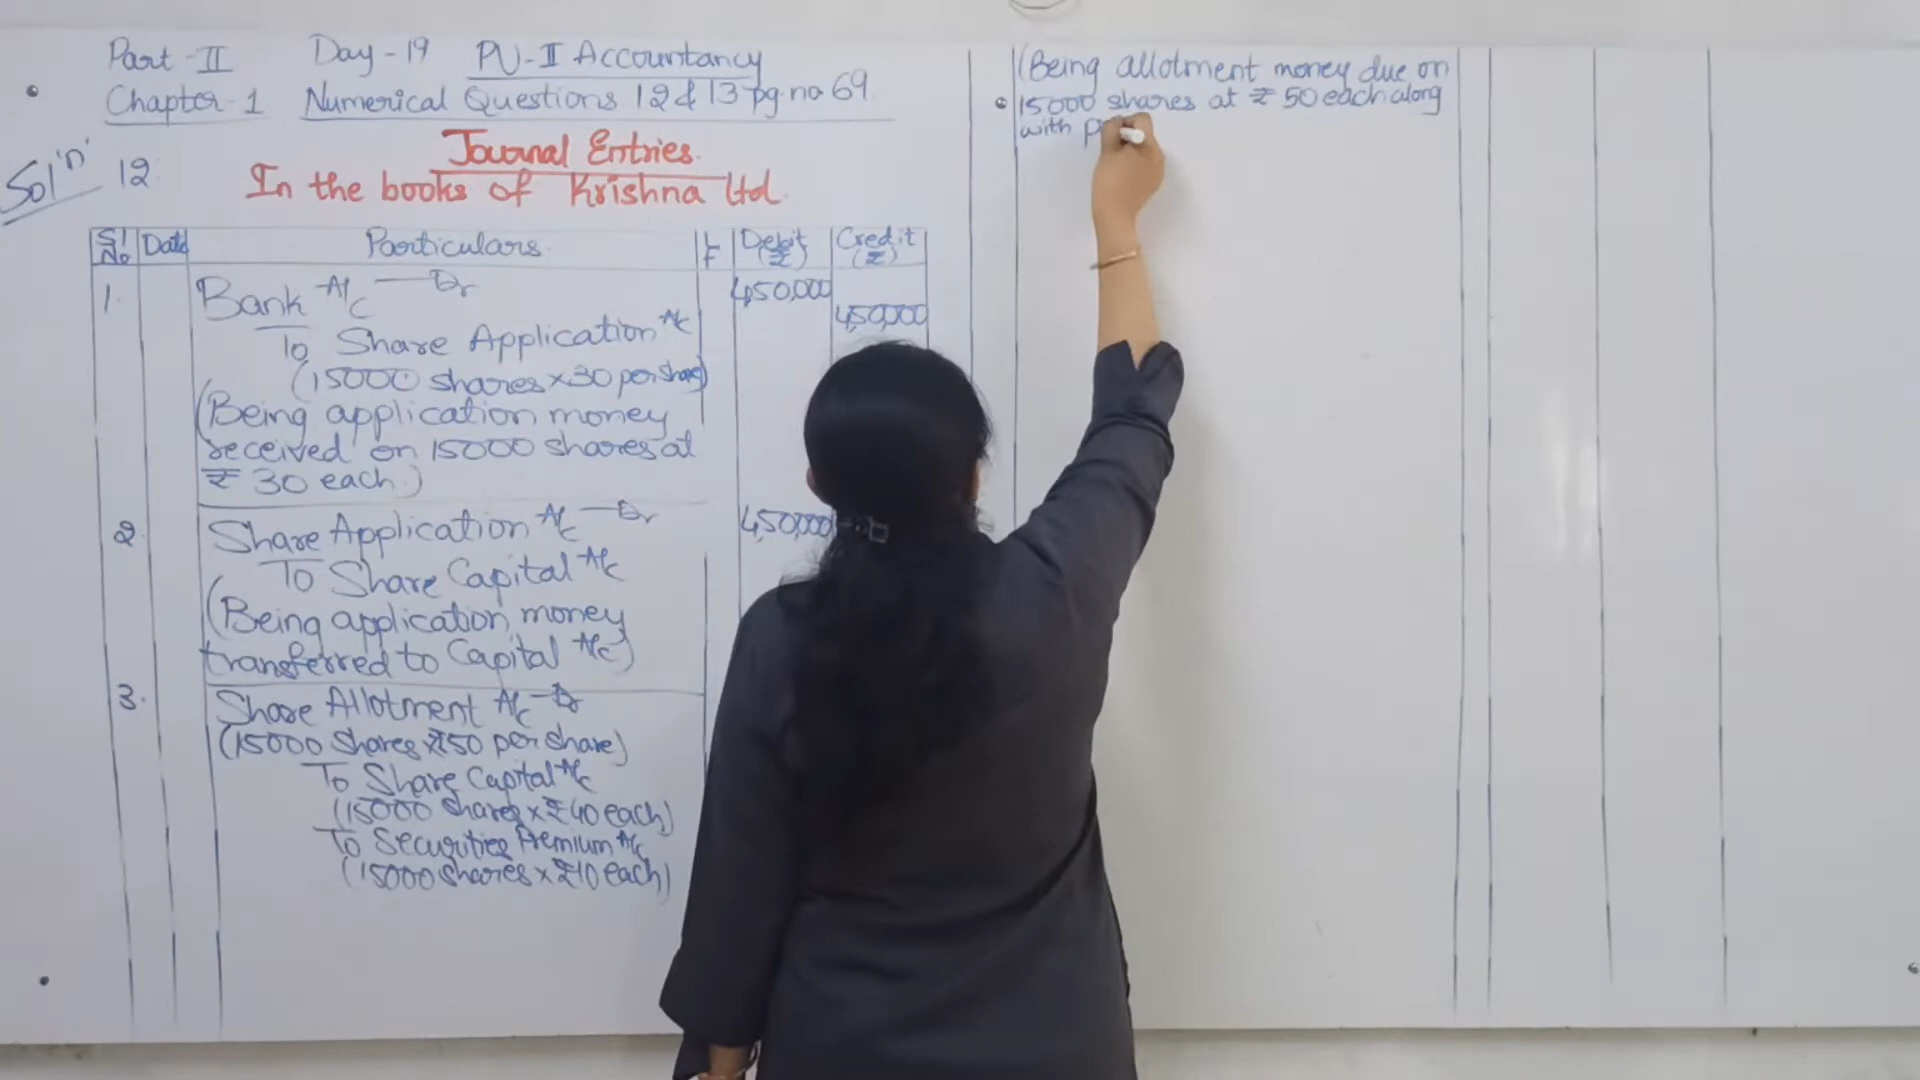 Part-II Day-19 PU-II Accountancy
Chapter-1 Numerical Questions 12 & 13 pg.no 69.
Sol'n' 12.
Journal Entries.
In the books of Krishna Ltd.
Sl No Date Particulars LF Debit (₹) Credit (₹)
1. Bank A/c — Dr 4,50,000
To Share Application A/c 4,50,000
(15000 shares × 30 per share)
(Being application money
received on 15000 shares at
₹ 30 each.)
2. Share Application A/c — Dr 4,50,000
To Share Capital A/c
(Being application money
transferred to Capital A/c)
3. Share Allotment A/c — Dr
(15000 Shares × ₹50 per share)
To Share Capital A/c
(15000 shares × ₹40 each)
To Securities Premium A/c
(15000 shares × ₹10 each)
(Being allotment money due on
15000 shares at ₹ 50 each along
with